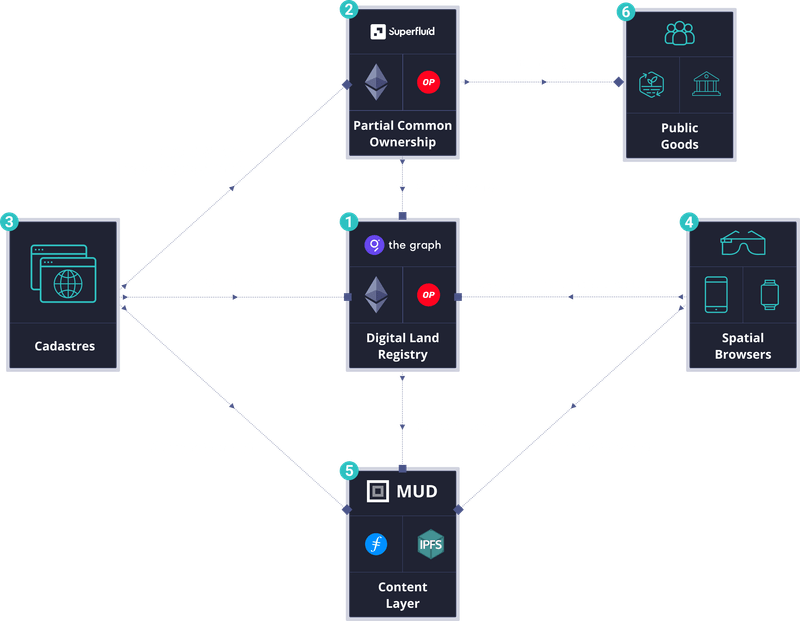 2
Superfluid
OP
Partial Common
Ownership
6
Public
Goods
3
Cadastres
1
the graph
OP
Digital Land
Registry
4
Spatial
Browsers
5
MUD
IPFS
Content
Layer